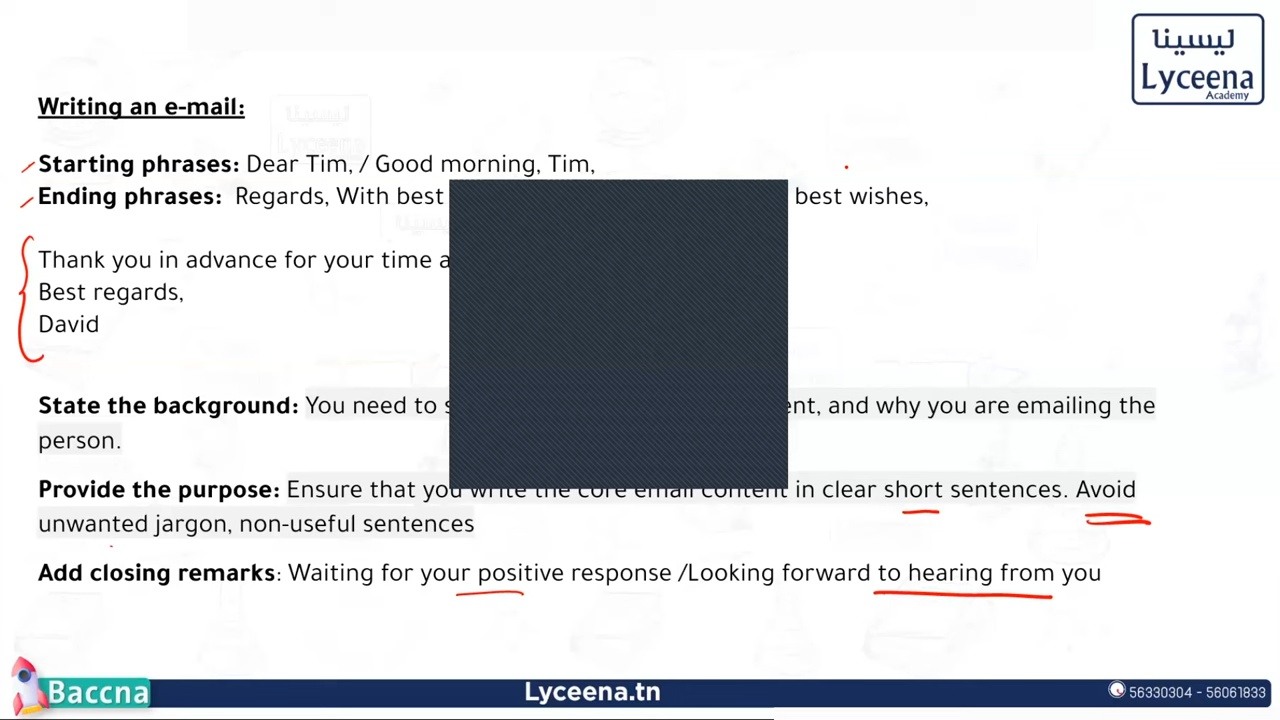 ليسينا
Lyceena
Academy
Writing an e-mail:
Starting phrases: Dear Tim, / Good morning, Tim,
Ending phrases: Regards, With best best wishes,
Thank you in advance for your time
Best regards,
David
State the background: You need to ent, and why you are emailing the
person.
Provide the purpose: Ensure that you write the core email content in clear short sentences. Avoid
unwanted jargon, non-useful sentences
Add closing remarks: Waiting for your positive response /Looking forward to hearing from you
Baccna
Lyceena.tn
56330304 - 56061833